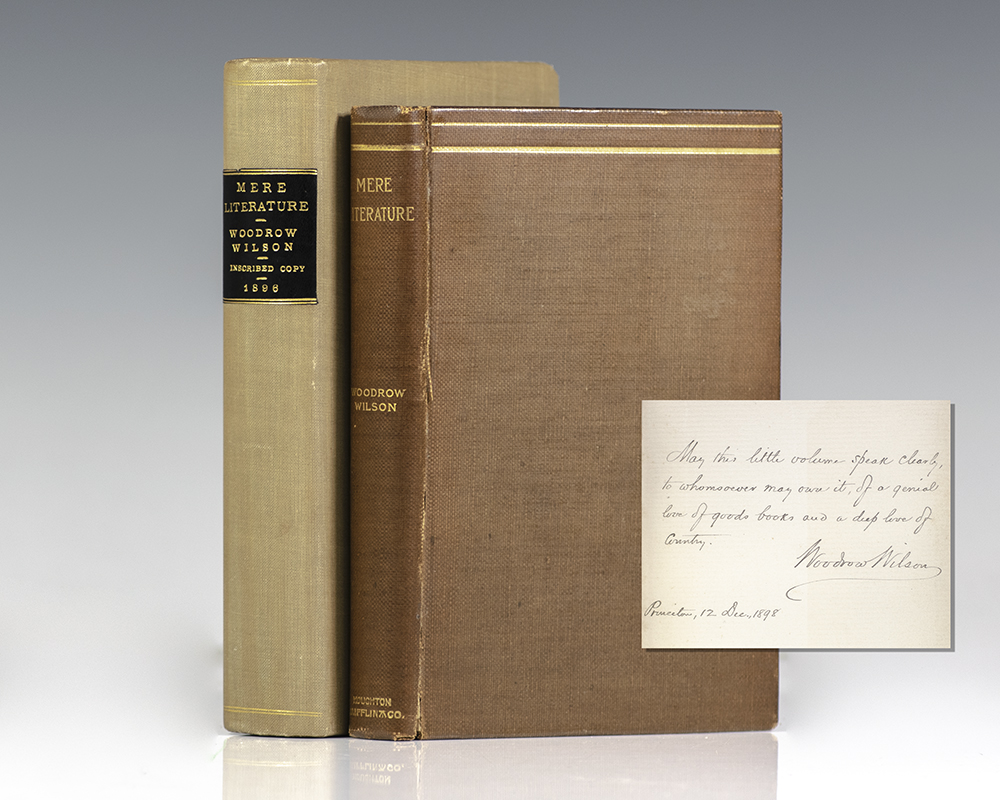 MERE
LITERATURE
WOODROW
WILSON
INSCRIBED COPY
1896
MERE
LITERATURE
WOODROW
WILSON
HOUGHTON
MIFFLIN & CO.
May this little volume speak clearly,
to whomsoever may own it, of a genial
love of goods books and a deep love of
Country.
Woodrow Wilson
Princeton, 12 Dec., 1898